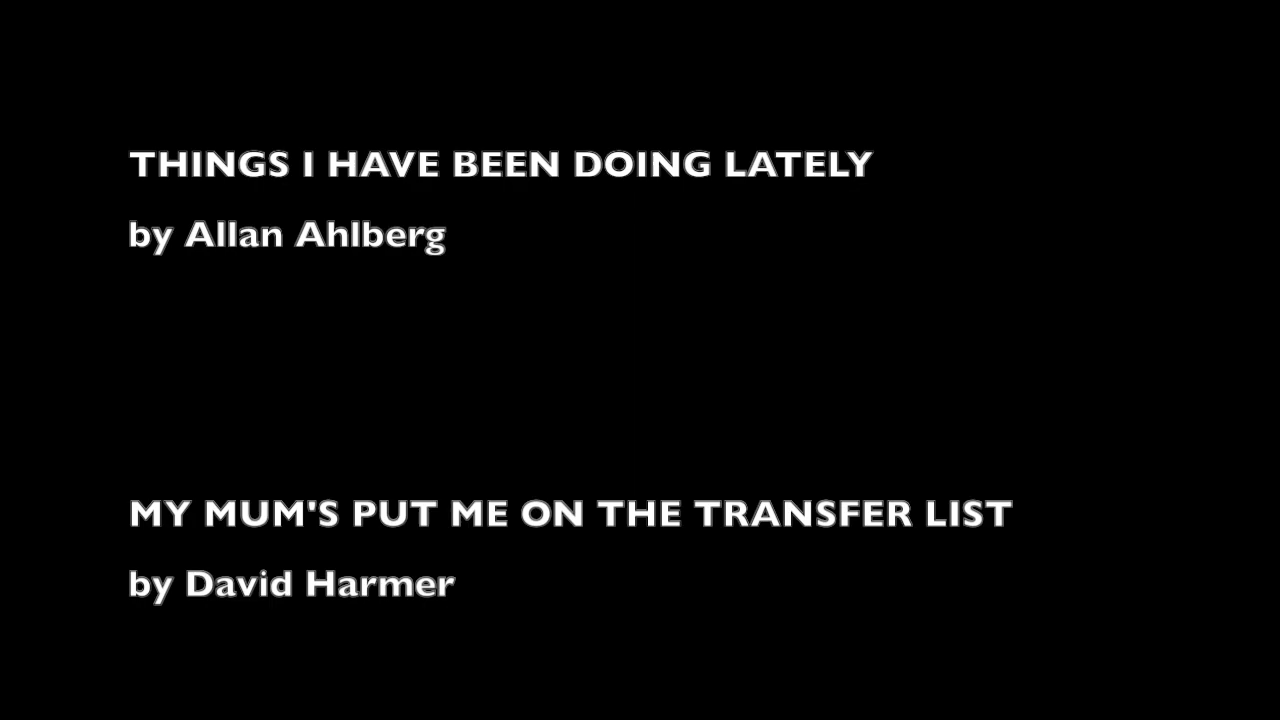 THINGS I HAVE BEEN DOING LATELY
by Allan Ahlberg
MY MUM'S PUT ME ON THE TRANSFER LIST
by David Harmer